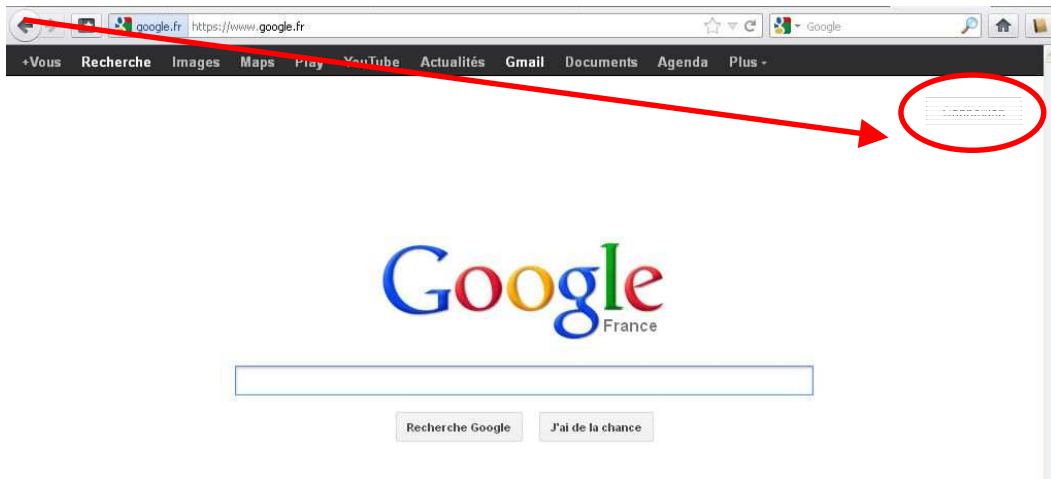 google.fr https://www.google.fr Google
+Vous Recherche Images Maps Play YouTube Actualités Gmail Documents Agenda Plus
Google
France
Recherche Google J'ai de la chance